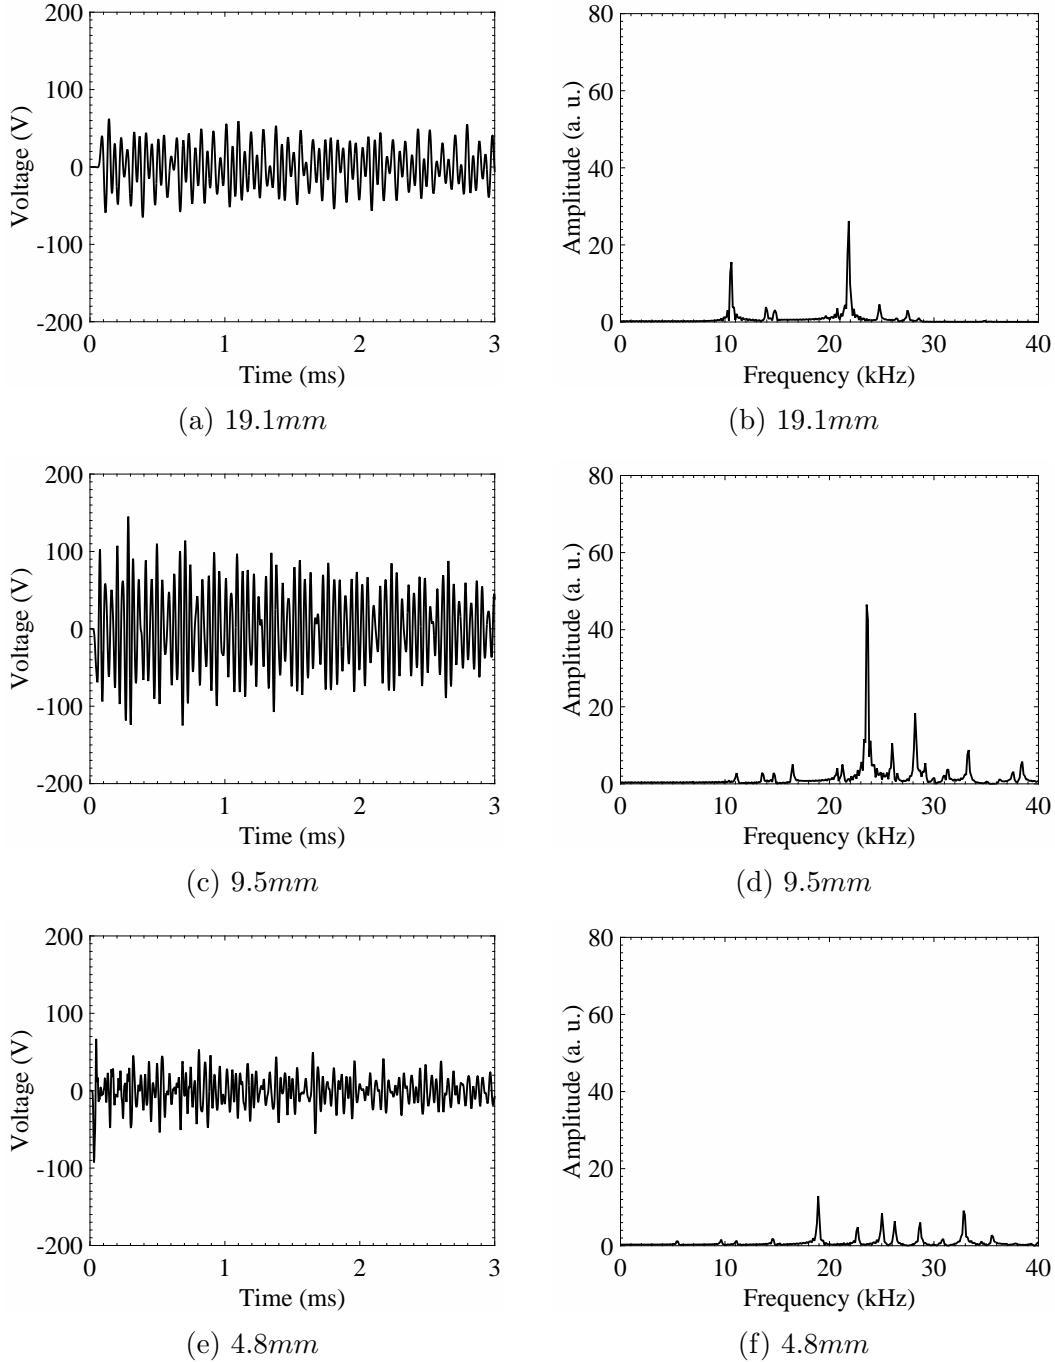 200
100
0
-100
-200
Voltage (V)
0 1 2 3
Time (ms)
(a) 19.1mm
80
60
40
20
0
Amplitude (a. u.)
0 10 20 30 40
Frequency (kHz)
(b) 19.1mm
200
100
0
-100
-200
Voltage (V)
0 1 2 3
Time (ms)
(c) 9.5mm
80
60
40
20
0
Amplitude (a. u.)
0 10 20 30 40
Frequency (kHz)
(d) 9.5mm
200
100
0
-100
-200
Voltage (V)
0 1 2 3
Time (ms)
(e) 4.8mm
80
60
40
20
0
Amplitude (a. u.)
0 10 20 30 40
Frequency (kHz)
(f) 4.8mm